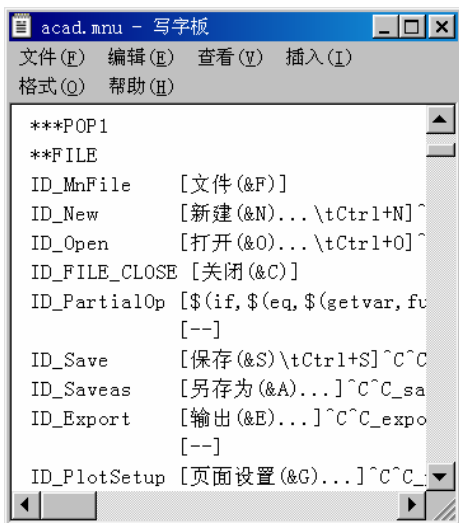 acad.mnu - 写字板
文件(F) 编辑(E) 查看(V) 插入(I)
格式(O) 帮助(H)
***POP1
**FILE
ID_MnFile [文件(&F)]
ID_New [新建(&N)...\tCtrl+N]^
ID_Open [打开(&O)...\tCtrl+O]^
ID_FILE_CLOSE [关闭(&C)]
ID_PartialOp [$(if,$(eq,$(getvar,fu
[--]
ID_Save [保存(&S)\tCtrl+S]^C^C
ID_Saveas [另存为(&A)...]^C^C_sa
ID_Export [输出(&E)...]^C^C_expo
[--]
ID_PlotSetup [页面设置(&G)...]^C^C_